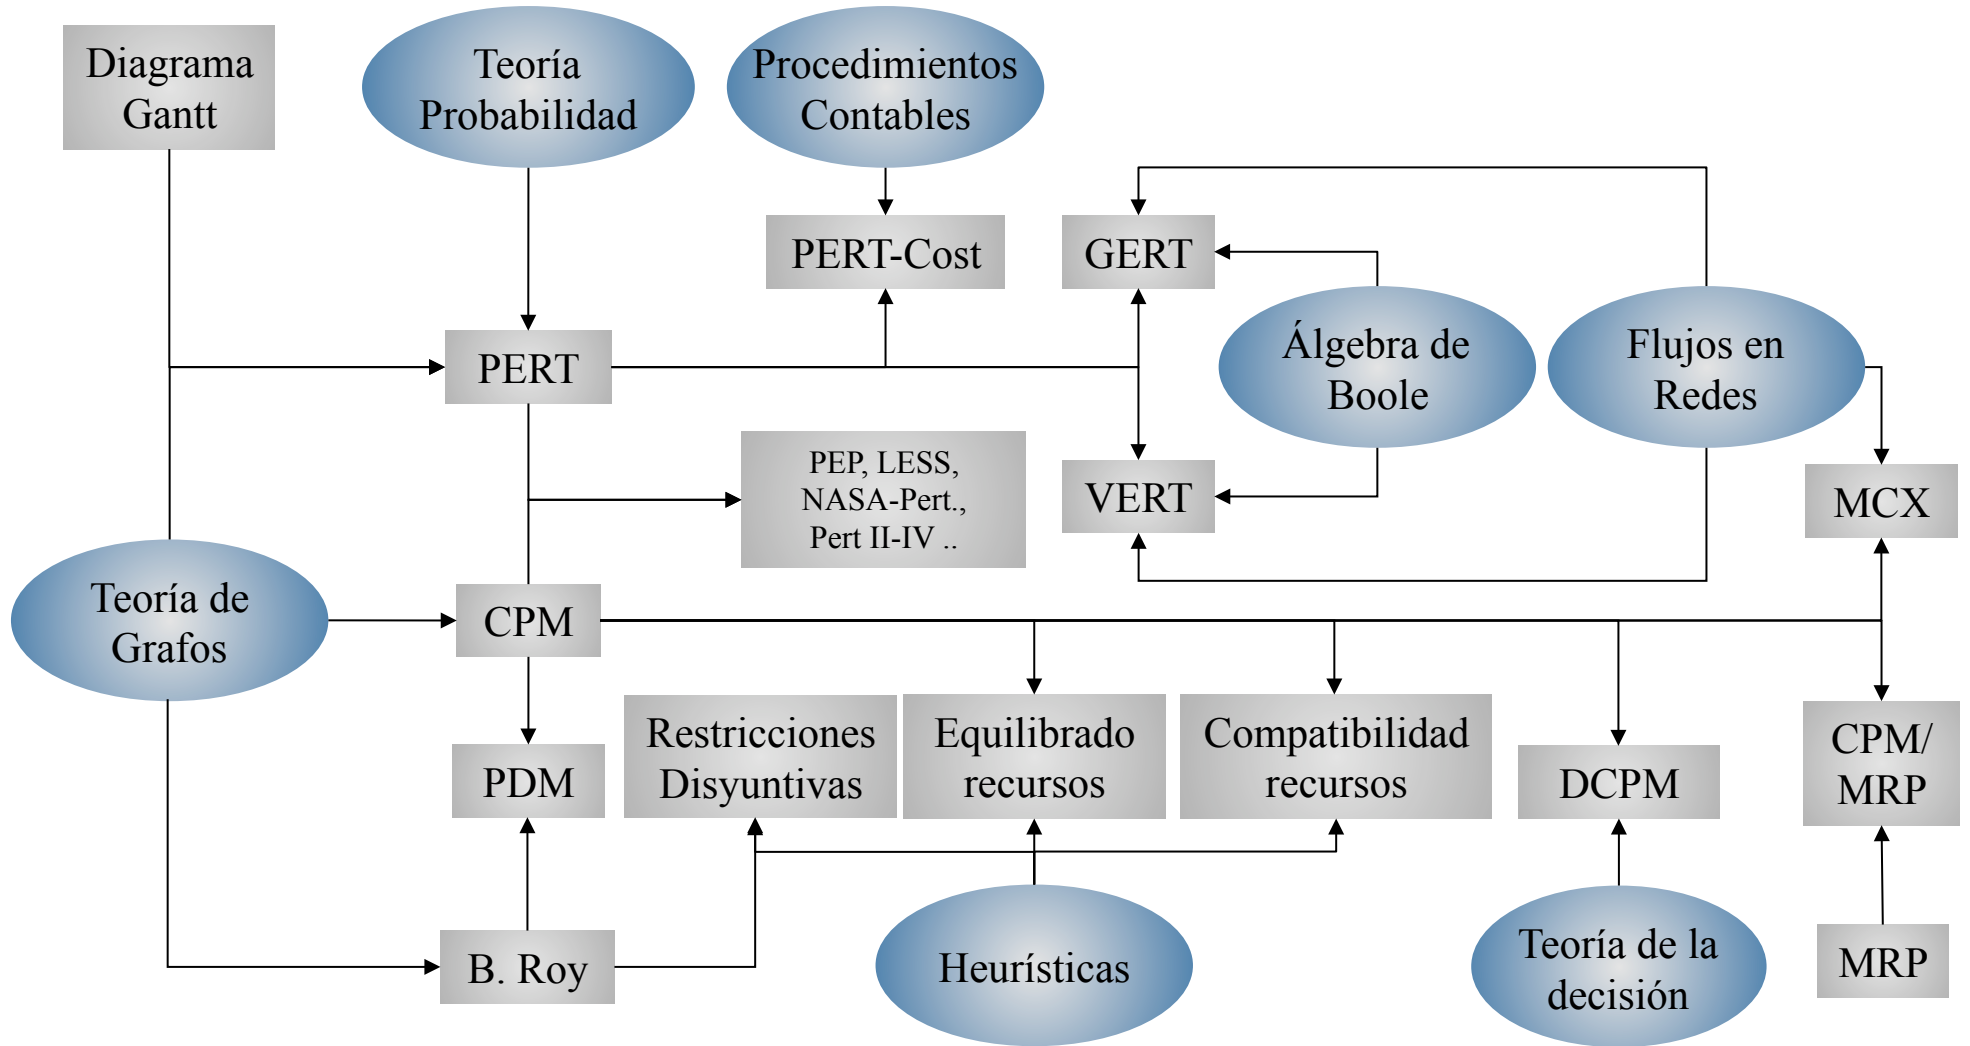 Diagrama
Gantt
Teoría
Probabilidad
Procedimientos
Contables
PERT-Cost
GERT
PERT
Álgebra de
Boole
Flujos en
Redes
PEP, LESS,
NASA-Pert.,
Pert II-IV ..
VERT
MCX
Teoría de
Grafos
CPM
PDM
Restricciones
Disyuntivas
Equilibrado
recursos
Compatibilidad
recursos
DCPM
CPM/
MRP
B. Roy
Heurísticas
Teoría de la
decisión
MRP